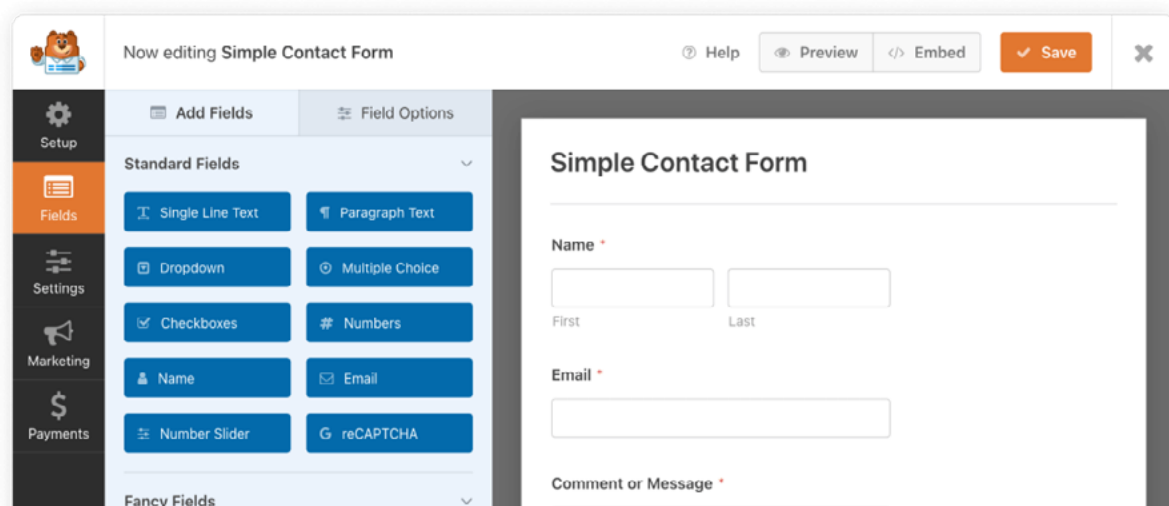 Now editing Simple Contact Form
Help
Preview
Embed
Save
Setup
Fields
Settings
Marketing
Payments
Add Fields
Field Options
Standard Fields
Single Line Text
Paragraph Text
Dropdown
Multiple Choice
Checkboxes
Numbers
Name
Email
Number Slider
reCAPTCHA
Fancy Fields
Simple Contact Form
Name *
First
Last
Email *
Comment or Message *